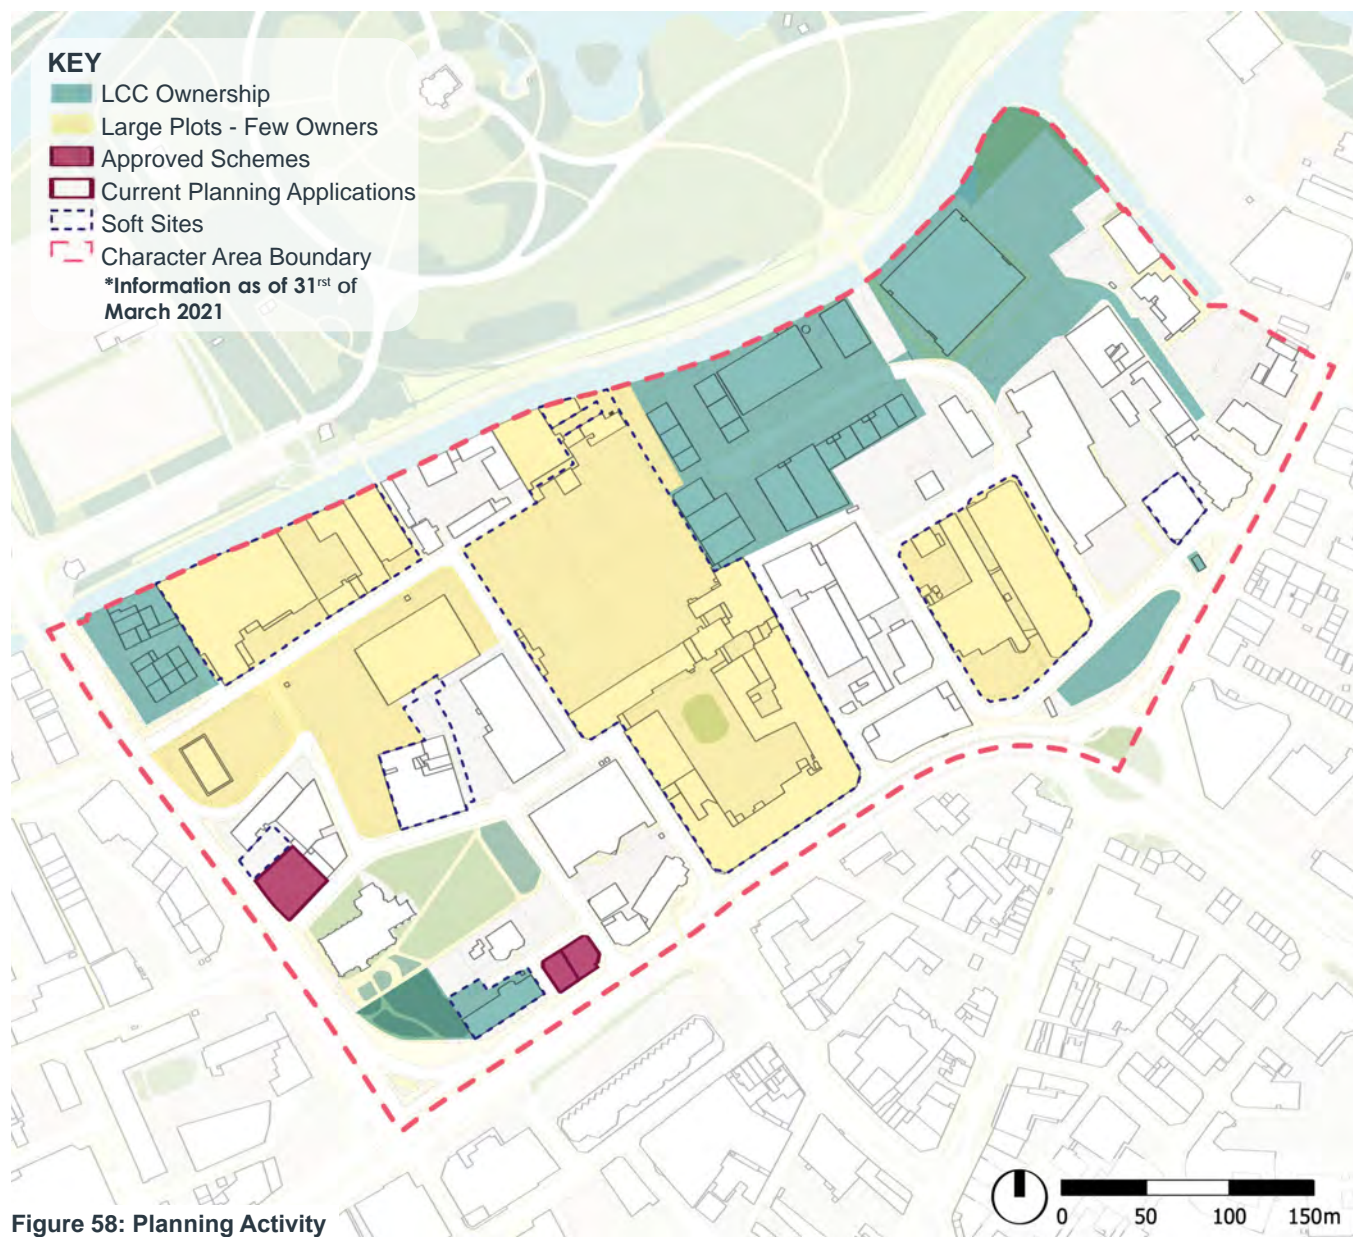 KEY
LCC Ownership
Large Plots - Few Owners
Approved Schemes
Current Planning Applications
Soft Sites
Character Area Boundary
*Information as of 31rst of
March 2021
0 50 100 150m
Figure 58: Planning Activity